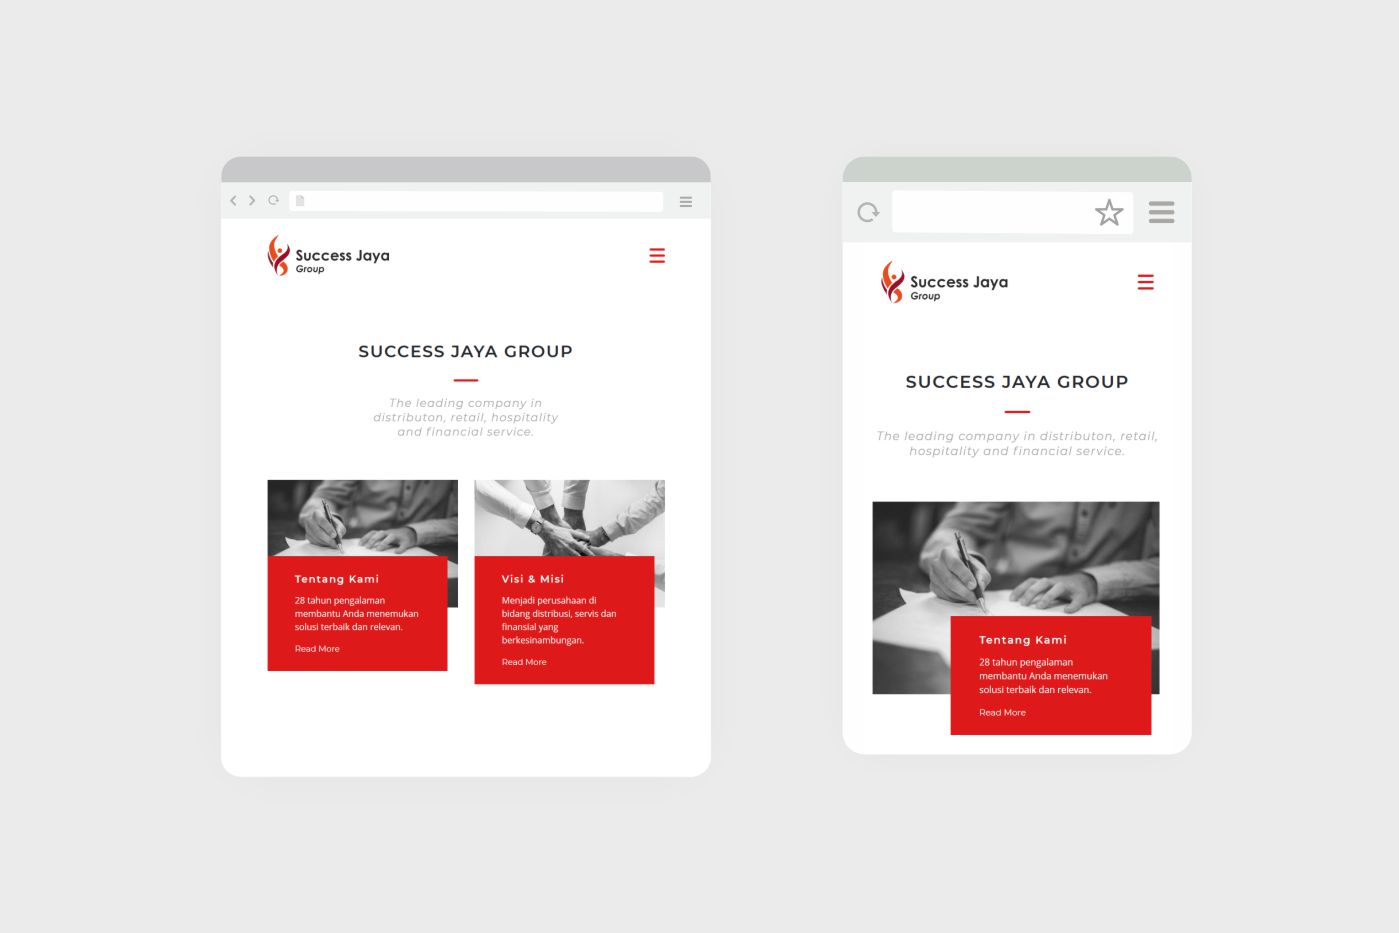 Success Jaya
Group
SUCCESS JAYA GROUP
The leading company in
distributon, retail, hospitality
and financial service.
Tentang Kami
28 tahun pengalaman
membantu Anda menemukan
solusi terbaik dan relevan.
Read More
Visi & Misi
Menjadi perusahaan di
bidang distribusi, servis dan
finansial yang
berkesinambungan.
Read More
Success Jaya
Group
SUCCESS JAYA GROUP
The leading company in distributon, retail,
hospitality and financial service.
Tentang Kami
28 tahun pengalaman
membantu Anda menemukan
solusi terbaik dan relevan.
Read More